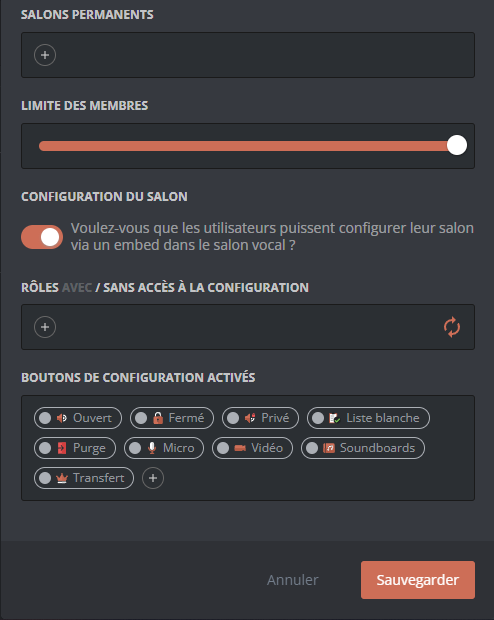 SALONS PERMANENTS
LIMITE DES MEMBRES
CONFIGURATION DU SALON
Voulez-vous que les utilisateurs puissent configurer leur salon
via un embed dans le salon vocal ?
RÔLES AVEC / SANS ACCÈS À LA CONFIGURATION
BOUTONS DE CONFIGURATION ACTIVÉS
Ouvert Fermé Privé Liste blanche
Purge Micro Vidéo Soundboards
Transfert
Annuler Sauvegarder